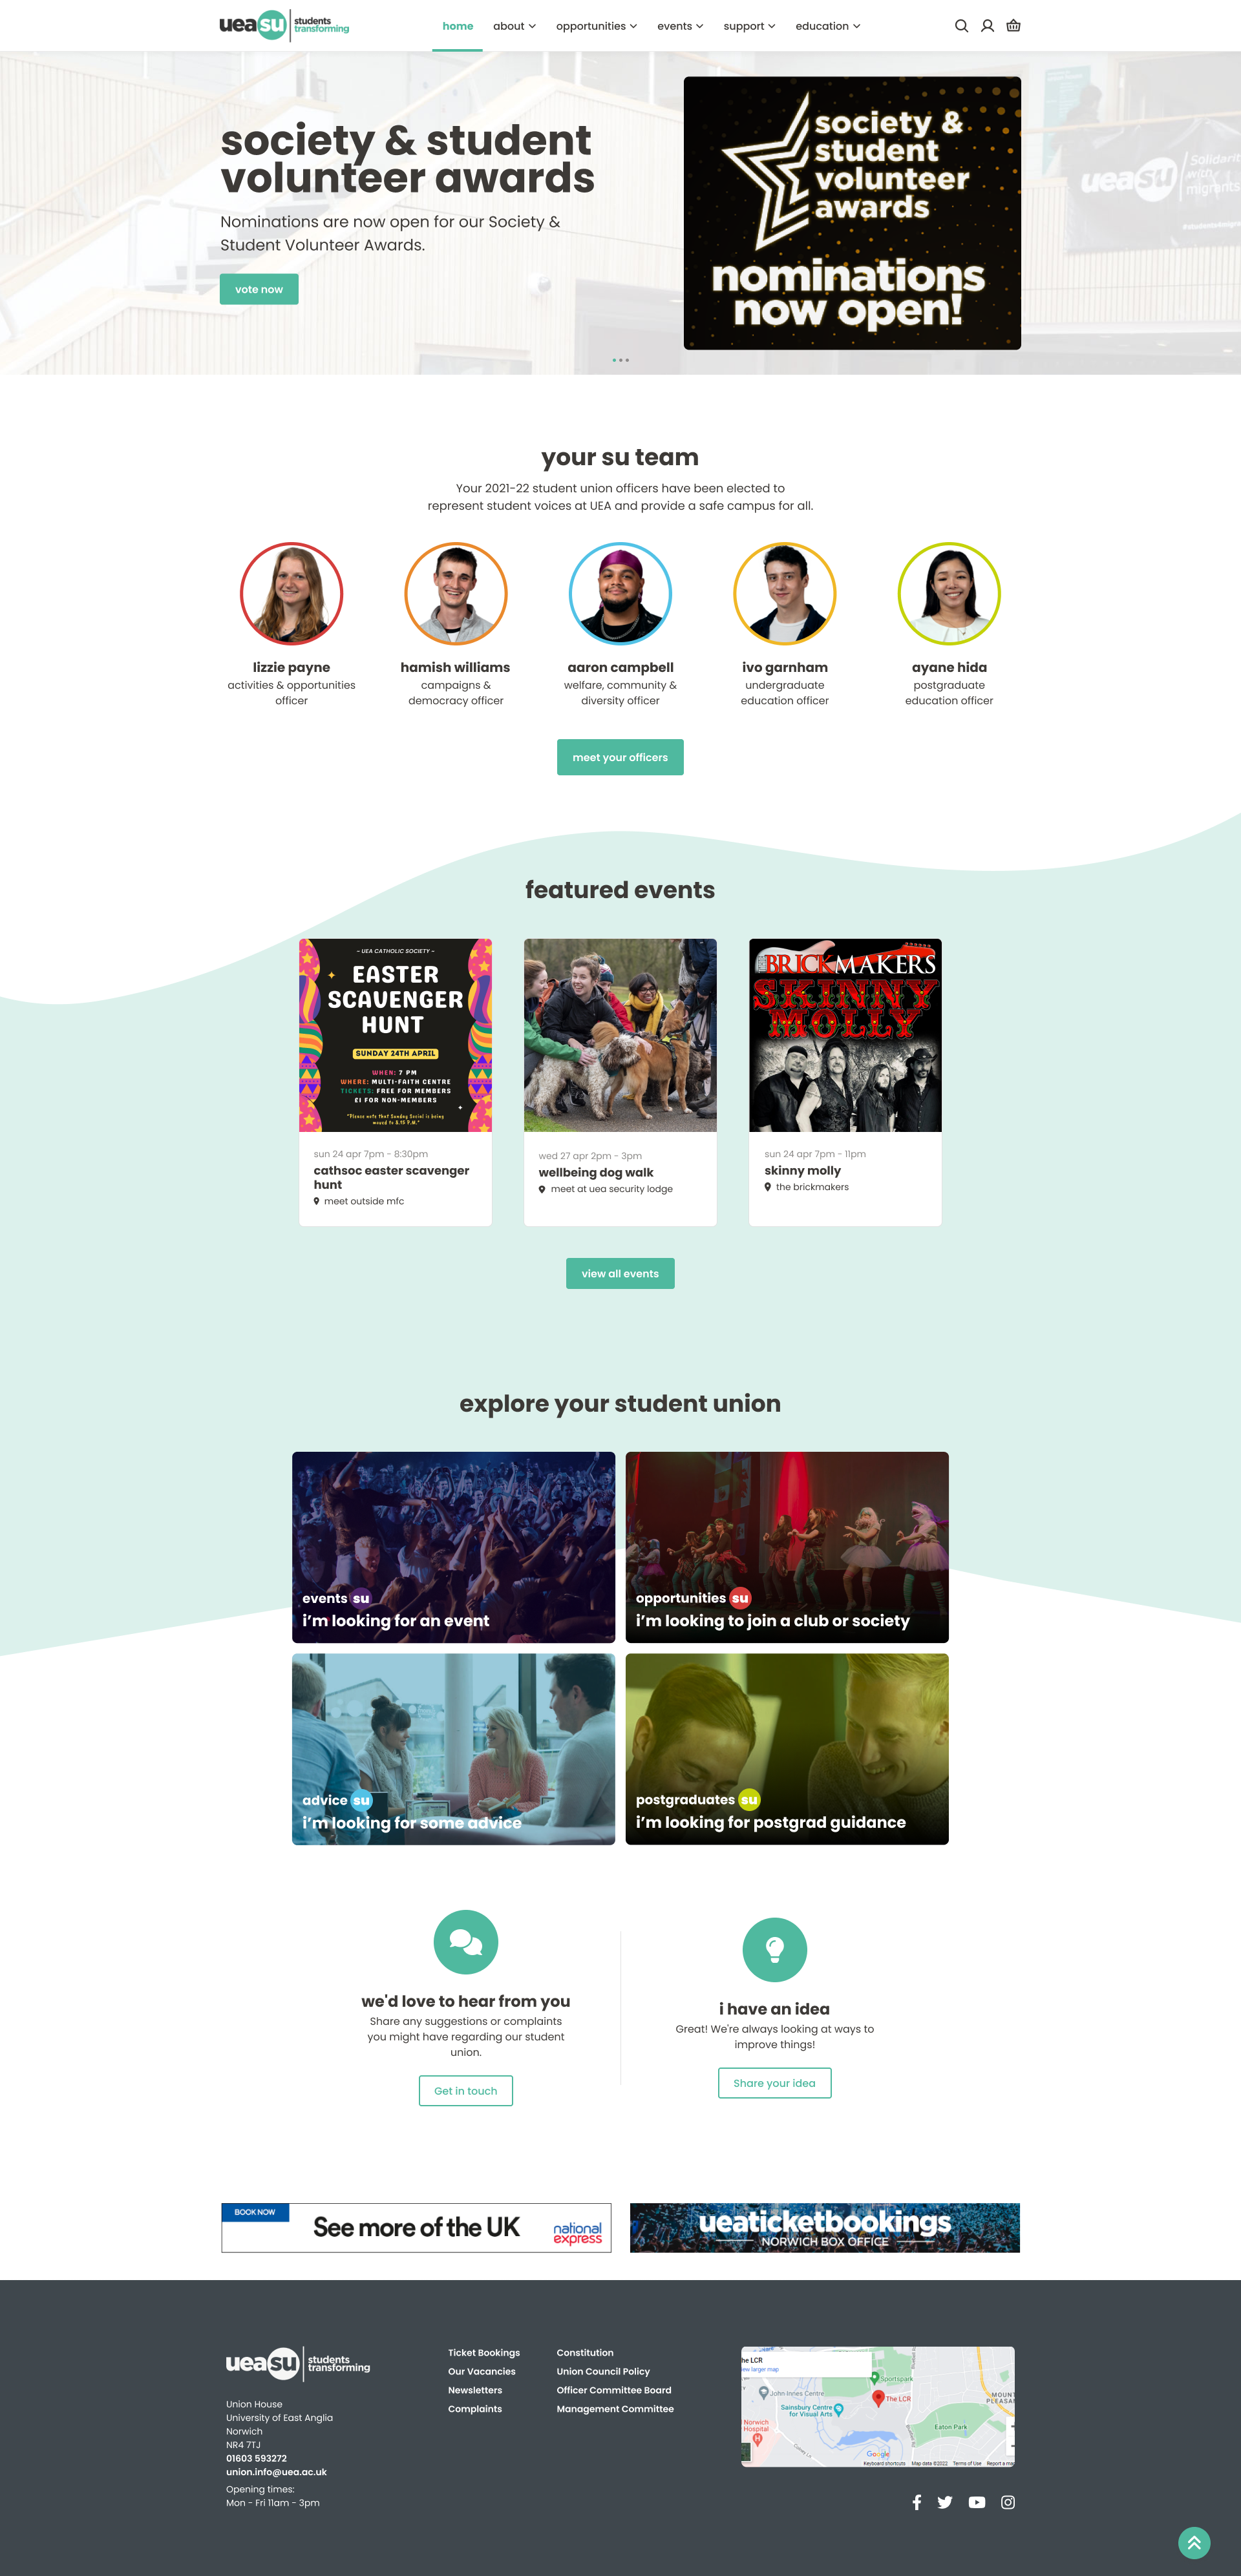 ueasu students
transforming
home about opportunities events support education
society & student
volunteer awards
Nominations are now open for our Society &
Student Volunteer Awards.
vote now
society &
student
volunteer
awards
nominations
now open!
ueasu Solidarity
with
migrants
your su team
Your 2021-22 student union officers have been elected to
represent student voices at UEA and provide a safe campus for all.
lizzie payne
activities & opportunities
officer
hamish williams
campaigns &
democracy officer
aaron campbell
welfare, community &
diversity officer
ivo garnham
undergraduate
education officer
ayane hida
postgraduate
education officer
meet your officers
featured events
~ UEA CATHOLIC SOCIETY ~
EASTER
SCAVENGER
HUNT
SUNDAY 24TH APRIL
WHEN: 7 PM
WHERE: MULTI-FAITH CENTRE
TICKETS: FREE FOR MEMBERS
£1 FOR NON-MEMBERS
*Please note that Sunday Social is being
moved to 8.15 P.M.*
sun 24 apr 7pm - 8:30pm
cathsoc easter scavenger
hunt
meet outside mfc
wed 27 apr 2pm - 3pm
wellbeing dog walk
meet at uea security lodge
BRICKMAKERS
SKINNY
MOLLY
sun 24 apr 7pm - 11pm
skinny molly
the brickmakers
view all events
explore your student union
events su
i'm looking for an event
opportunities su
i'm looking to join a club or society
advice su
i'm looking for some advice
postgraduates su
i'm looking for postgrad guidance
we'd love to hear from you
Share any suggestions or complaints
you might have regarding our student
union.
Get in touch
i have an idea
Great! We're always looking at ways to
improve things!
Share your idea
BOOK NOW
See more of the UK
national
express
ueaticketbookings
NORWICH BOX OFFICE
ueasu students
transforming
Union House
University of East Anglia
Norwich
NR4 7TJ
01603 593272
union.info@uea.ac.uk
Opening times:
Mon - Fri 11am - 3pm
Ticket Bookings
Our Vacancies
Newsletters
Complaints
Constitution
Union Council Policy
Officer Committee Board
Management Committee
he LCR
ew larger map
Sportspark
John Innes Centre
The LCR
MOUN
PLEASAN
Sainsbury Centre
for Visual Arts
Norwich
Hospital
Eaton Park
Colney Ln
Google
Keyboard shortcuts Map data ©2022 Terms of Use Report a ma